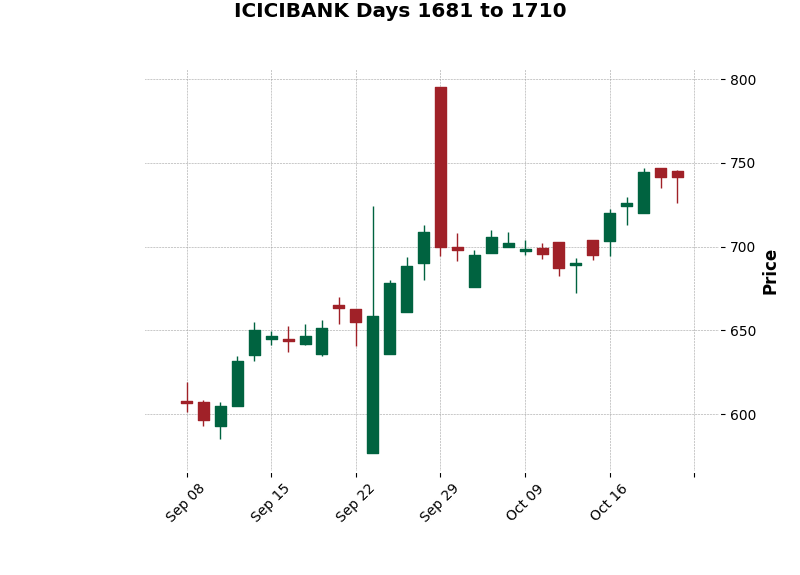 ICICIBANK Days 1681 to 1710
800
750
700
650
600
Price
Sep 08
Sep 15
Sep 22
Sep 29
Oct 09
Oct 16